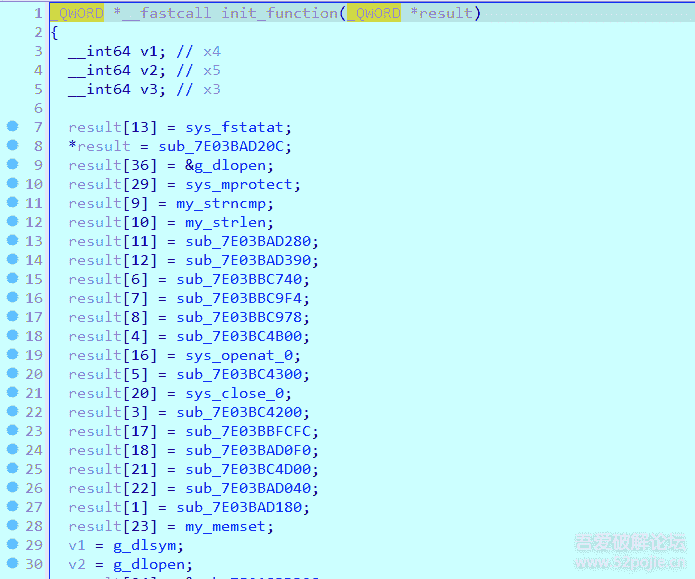 1 _QWORD *__fastcall init_function(_QWORD *result)
2 {
3 __int64 v1; // x4
4 __int64 v2; // x5
5 __int64 v3; // x3
6
7 result[13] = sys_fstatat;
8 *result = sub_7E03BAD20C;
9 result[36] = &g_dlopen;
10 result[29] = sys_mprotect;
11 result[9] = my_strncmp;
12 result[10] = my_strlen;
13 result[11] = sub_7E03BAD280;
14 result[12] = sub_7E03BAD390;
15 result[6] = sub_7E03BBC740;
16 result[7] = sub_7E03BBC9F4;
17 result[8] = sub_7E03BBC978;
18 result[4] = sub_7E03BC4B00;
19 result[16] = sys_openat_0;
20 result[5] = sub_7E03BC4300;
21 result[20] = sys_close_0;
22 result[3] = sub_7E03BC4200;
23 result[17] = sub_7E03BBFCFC;
24 result[18] = sub_7E03BAD0F0;
25 result[21] = sub_7E03BC4D00;
26 result[22] = sub_7E03BAD040;
27 result[1] = sub_7E03BAD180;
28 result[23] = my_memset;
29 v1 = g_dlsym;
30 v2 = g_dlopen;
吾爱破解论坛
www.52pojie.cn